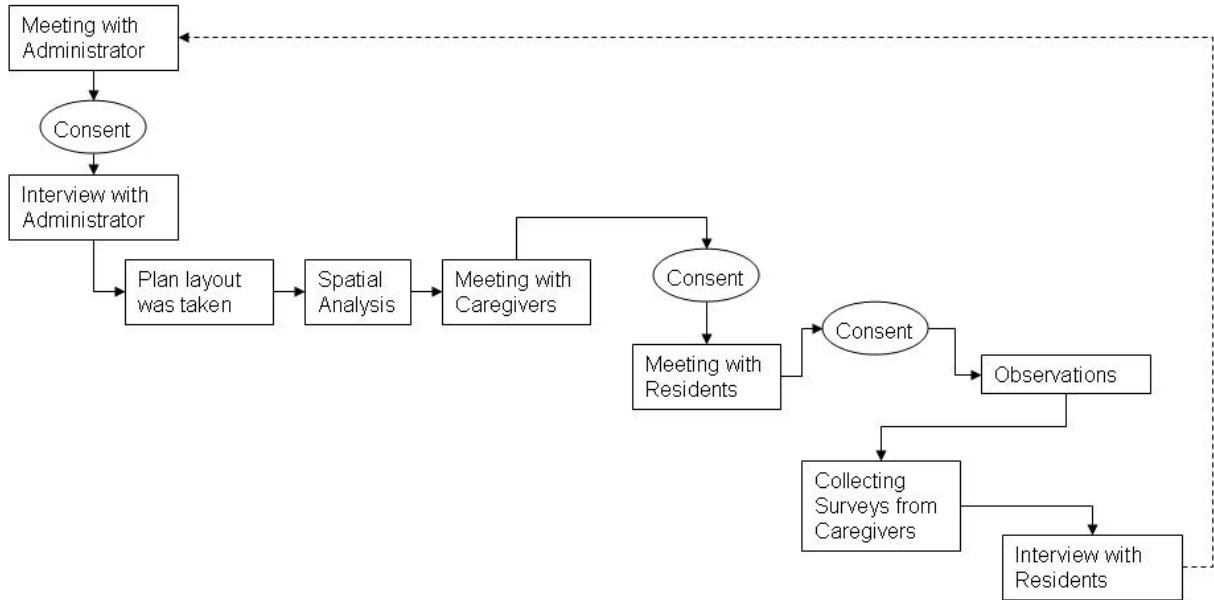 Meeting with
Administrator
Consent
Interview with
Administrator
Plan layout
was taken
Spatial
Analysis
Meeting with
Caregivers
Consent
Meeting with
Residents
Consent
Observations
Collecting
Surveys from
Caregivers
Interview with
Residents